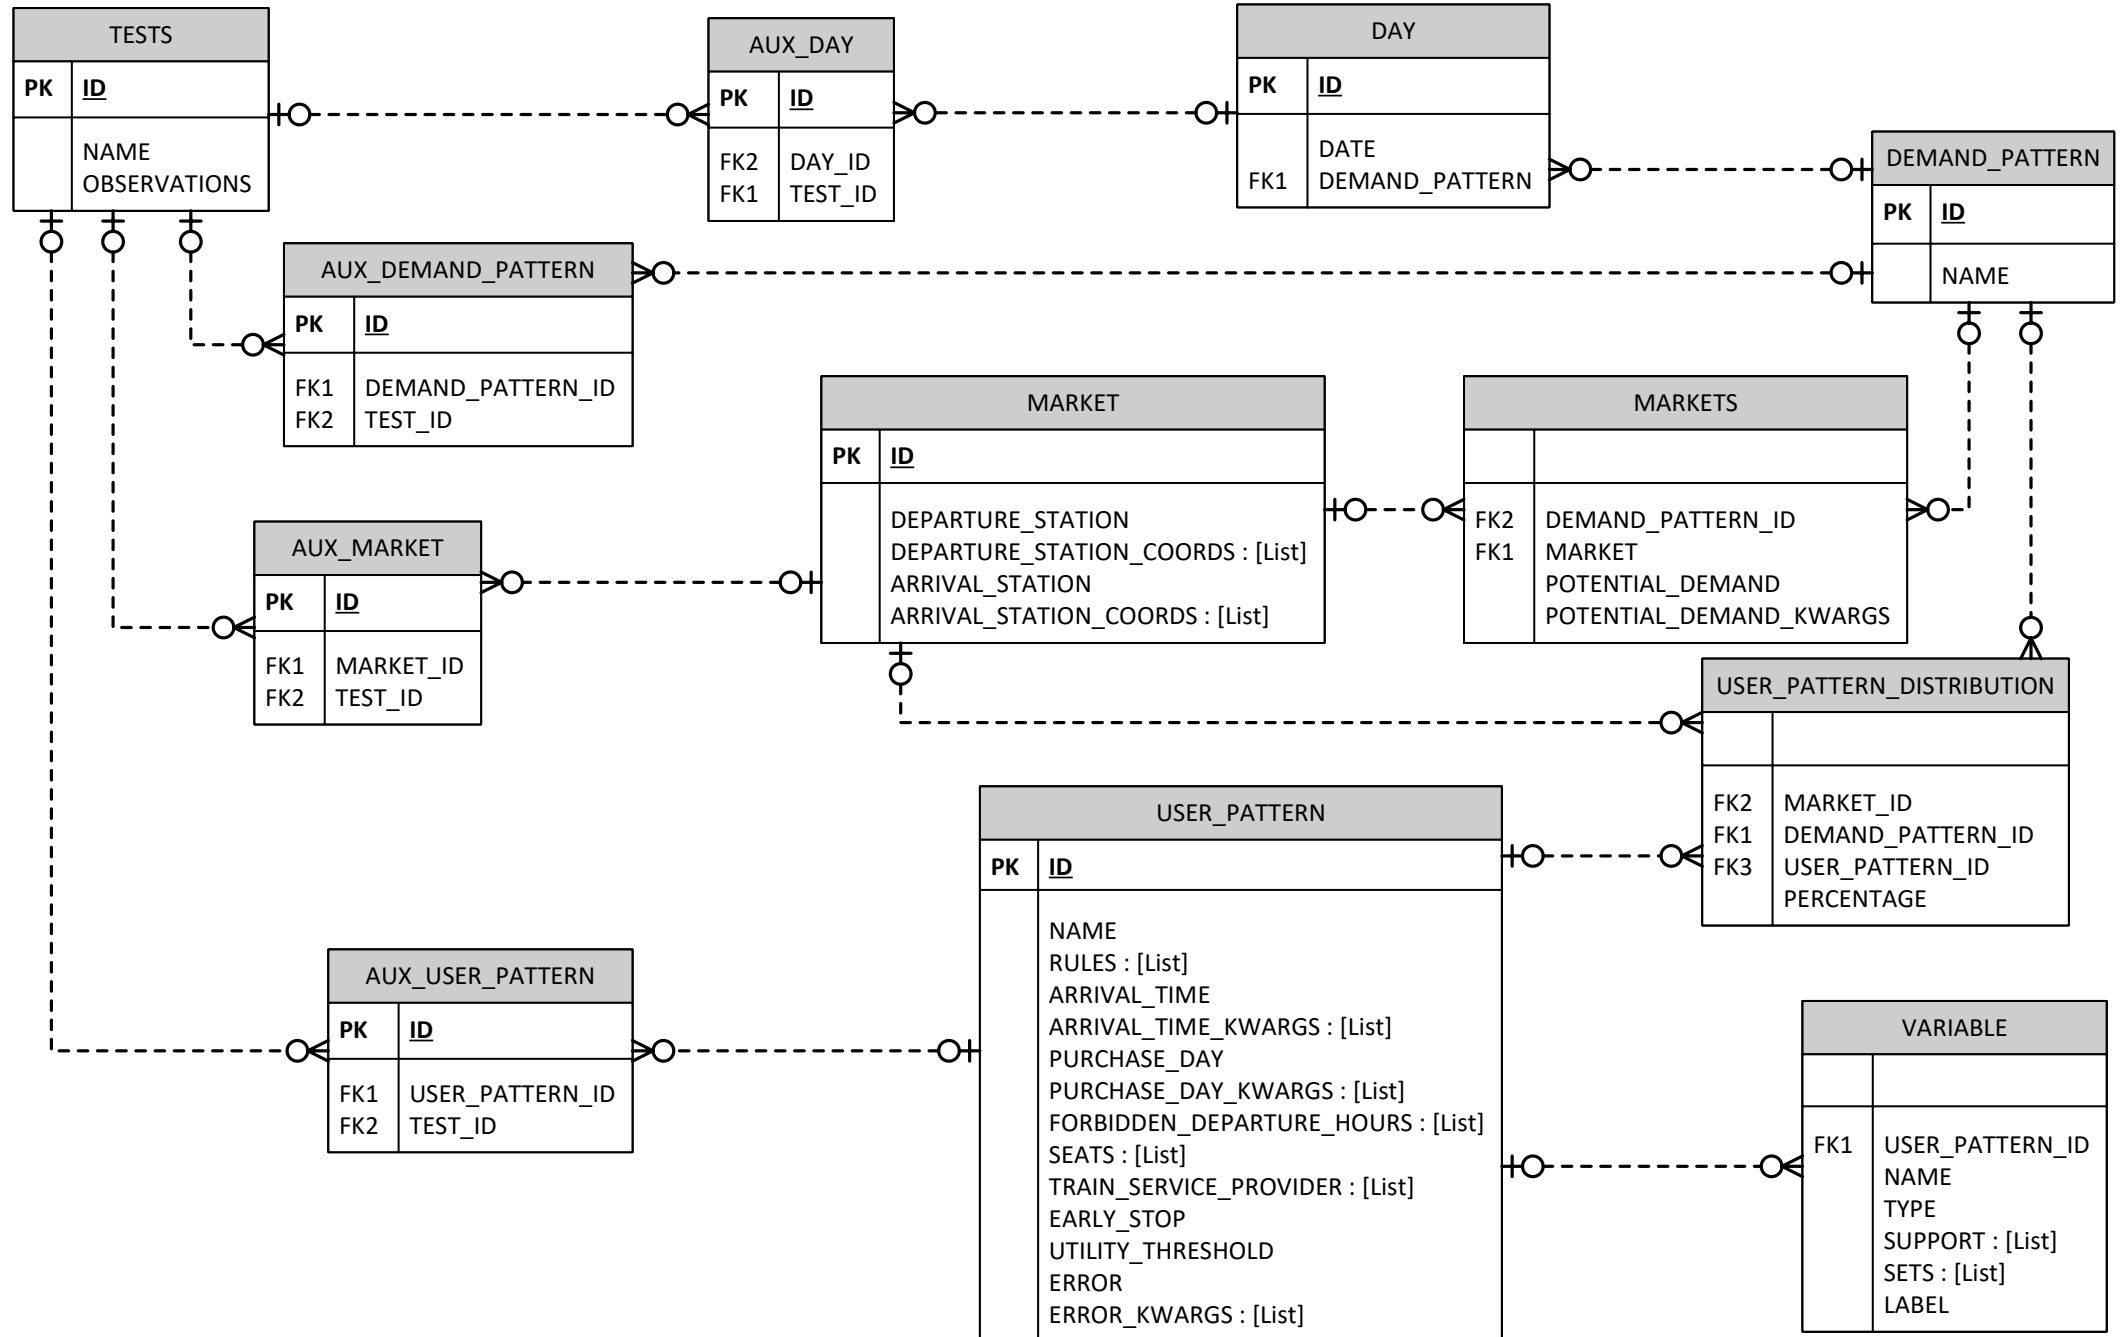 TESTS
PK ID
NAME
OBSERVATIONS
AUX_DAY
PK ID
FK2 DAY_ID
FK1 TEST_ID
DAY
PK ID
DATE
FK1 DEMAND_PATTERN
DEMAND_PATTERN
PK ID
NAME
AUX_DEMAND_PATTERN
PK ID
FK1 DEMAND_PATTERN_ID
FK2 TEST_ID
MARKET
PK ID
DEPARTURE_STATION
DEPARTURE_STATION_COORDS : [List]
ARRIVAL_STATION
ARRIVAL_STATION_COORDS : [List]
MARKETS
FK2 DEMAND_PATTERN_ID
FK1 MARKET
POTENTIAL_DEMAND
POTENTIAL_DEMAND_KWARGS
AUX_MARKET
PK ID
FK1 MARKET_ID
FK2 TEST_ID
USER_PATTERN_DISTRIBUTION
FK2 MARKET_ID
FK1 DEMAND_PATTERN_ID
FK3 USER_PATTERN_ID
PERCENTAGE
USER_PATTERN
PK ID
NAME
RULES : [List]
ARRIVAL_TIME
ARRIVAL_TIME_KWARGS : [List]
PURCHASE_DAY
PURCHASE_DAY_KWARGS : [List]
FORBIDDEN_DEPARTURE_HOURS : [List]
SEATS : [List]
TRAIN_SERVICE_PROVIDER : [List]
EARLY_STOP
UTILITY_THRESHOLD
ERROR
ERROR_KWARGS : [List]
AUX_USER_PATTERN
PK ID
FK1 USER_PATTERN_ID
FK2 TEST_ID
VARIABLE
FK1 USER_PATTERN_ID
NAME
TYPE
SUPPORT : [List]
SETS : [List]
LABEL